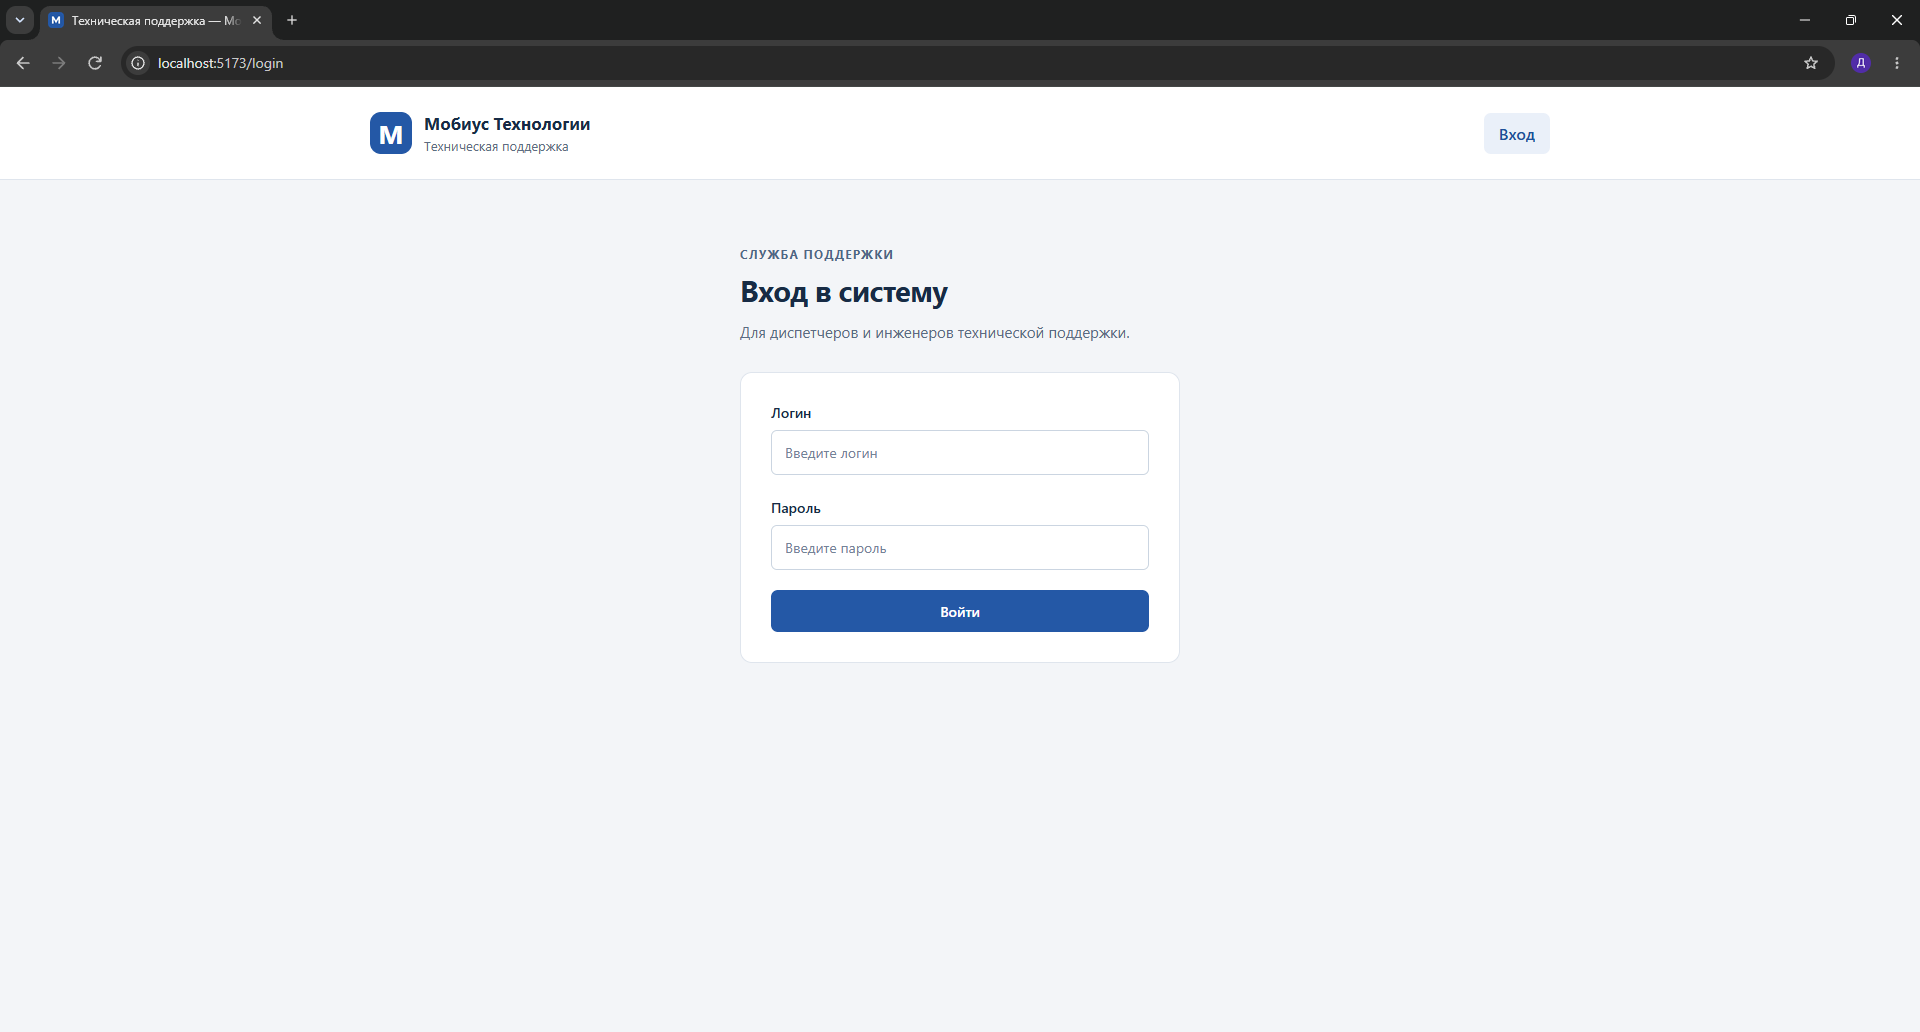 M Техническая поддержка — Мо
localhost:5173/login
M Мобиус Технологии
Техническая поддержка
Вход
СЛУЖБА ПОДДЕРЖКИ
Вход в систему
Для диспетчеров и инженеров технической поддержки.
Логин
Введите логин
Пароль
Введите пароль
Войти
Д